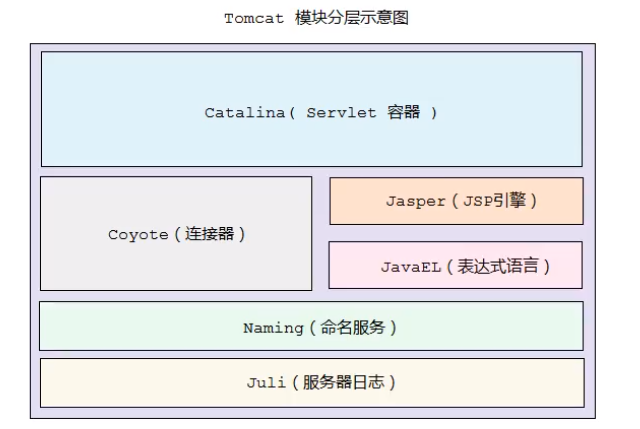 Tomcat 模块分层示意图
Catalina( Servlet 容器 )
Coyote(连接器)
Jasper(JSP引擎)
JavaEL(表达式语言)
Naming(命名服务)
Juli(服务器日志)